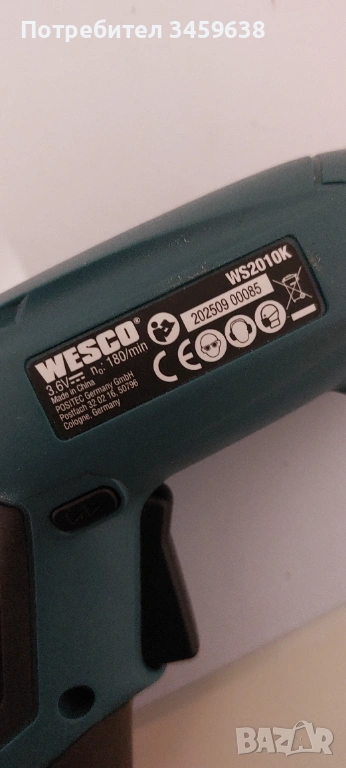 Потребител 3459638
WS2010K
202509 00085
WESCO®
3.6V⎓ n₀: 180/min
Made in China
POSITEC Germany GmbH
Postfach 32 02 16, 50796
Cologne, Germany
CE
BAZAR